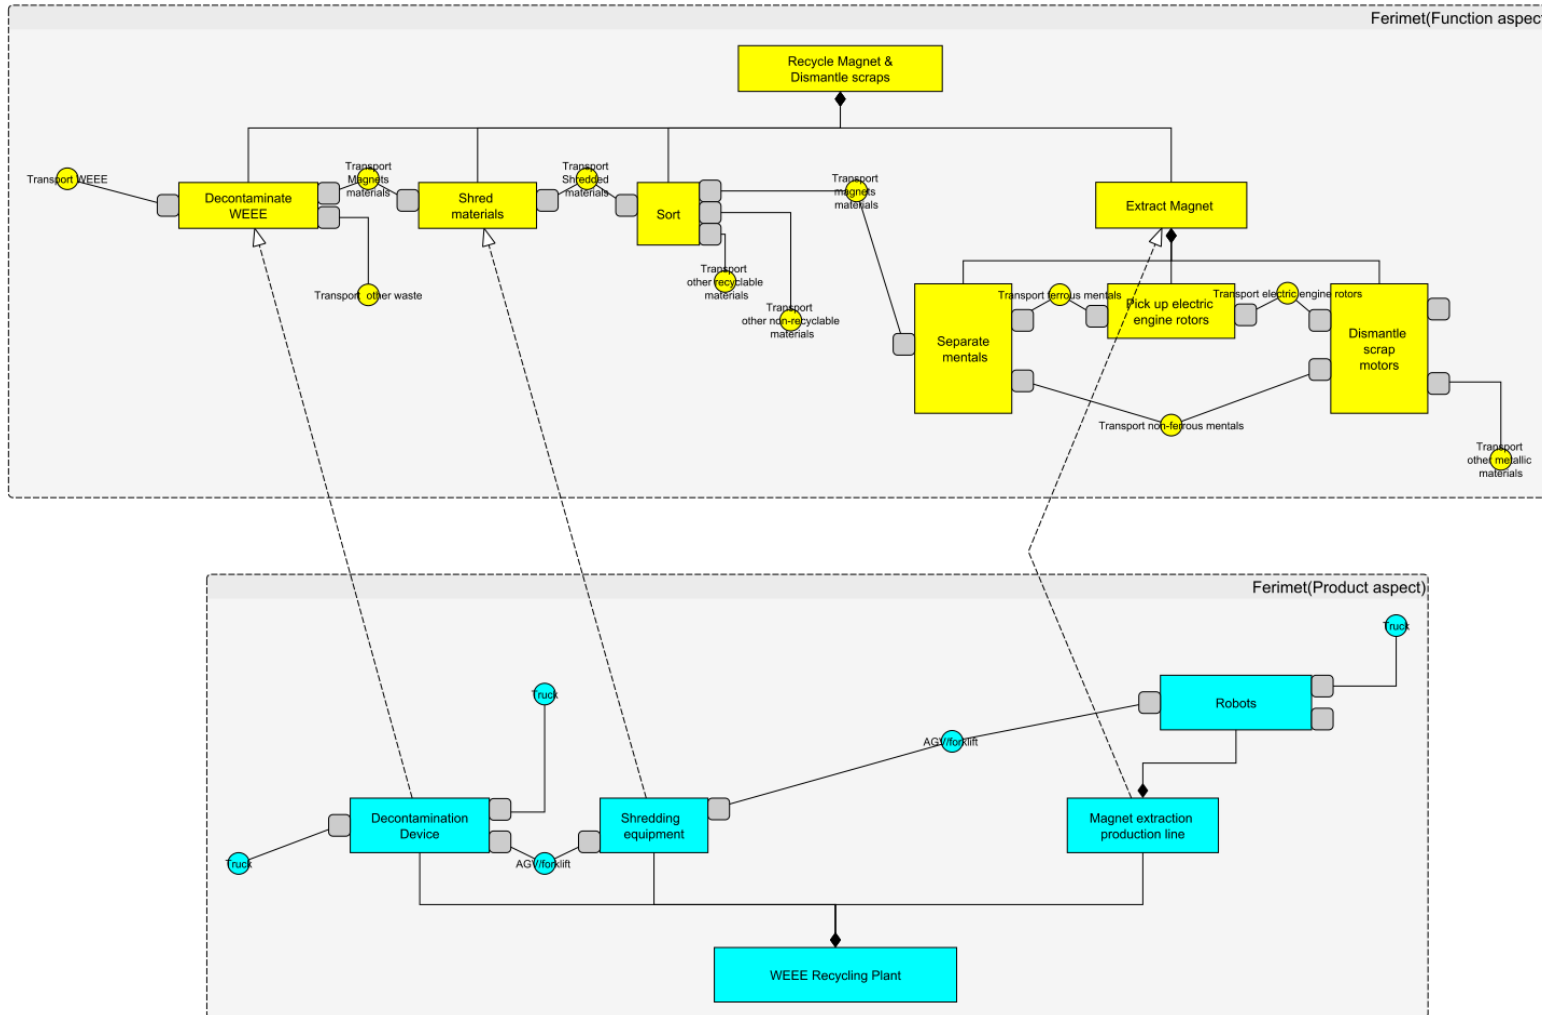 Ferimet(Function aspect
Recycle Magnet &
Dismantle scraps
Transport WEEE
Decontaminate
WEEE
Transport
Magnets
materials
Shred
materials
Transport
Shredded
materials
Sort
Transport
magnets
materials
Extract Magnet
Transport  other waste
Transport
other recyclable
materials
Transport
other non-recyclable
materials
Separate
mentals
Transport ferrous mentals
Pick up electric
engine rotors
Transport electric engine rotors
Dismantle
scrap
motors
Transport non-ferrous mentals
Transport
other metallic
materials
Ferimet(Product aspect)
Truck
Truck
Robots
AGV/forklift
Decontamination
Device
Shredding
equipment
Magnet extraction
production line
Truck
AGV/forklift
WEEE Recycling Plant